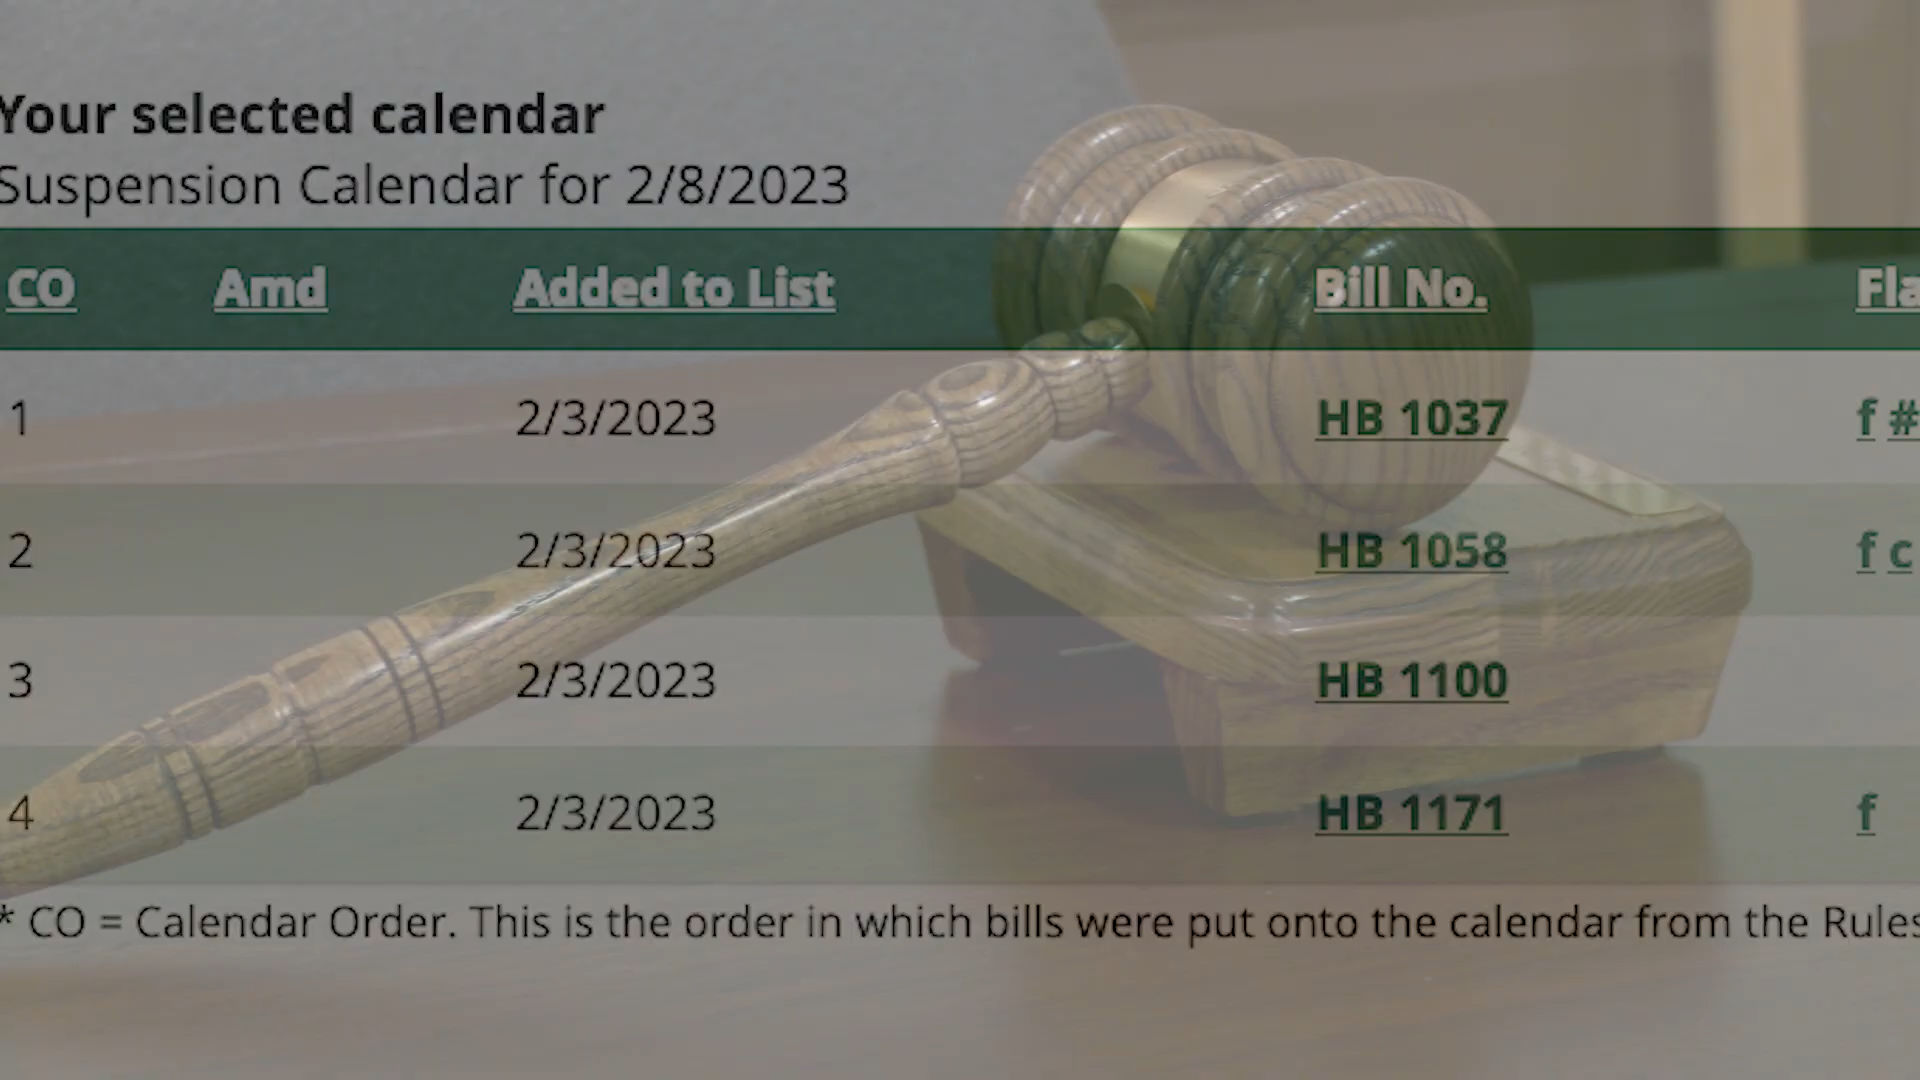 Your selected calendar
Suspension Calendar for 2/8/2023
CO Amd Added to List Bill No. Fla
1 2/3/2023 HB 1037 f #
2 2/3/2023 HB 1058 f c
3 2/3/2023 HB 1100
4 2/3/2023 HB 1171 f
* CO = Calendar Order. This is the order in which bills were put onto the calendar from the Rules